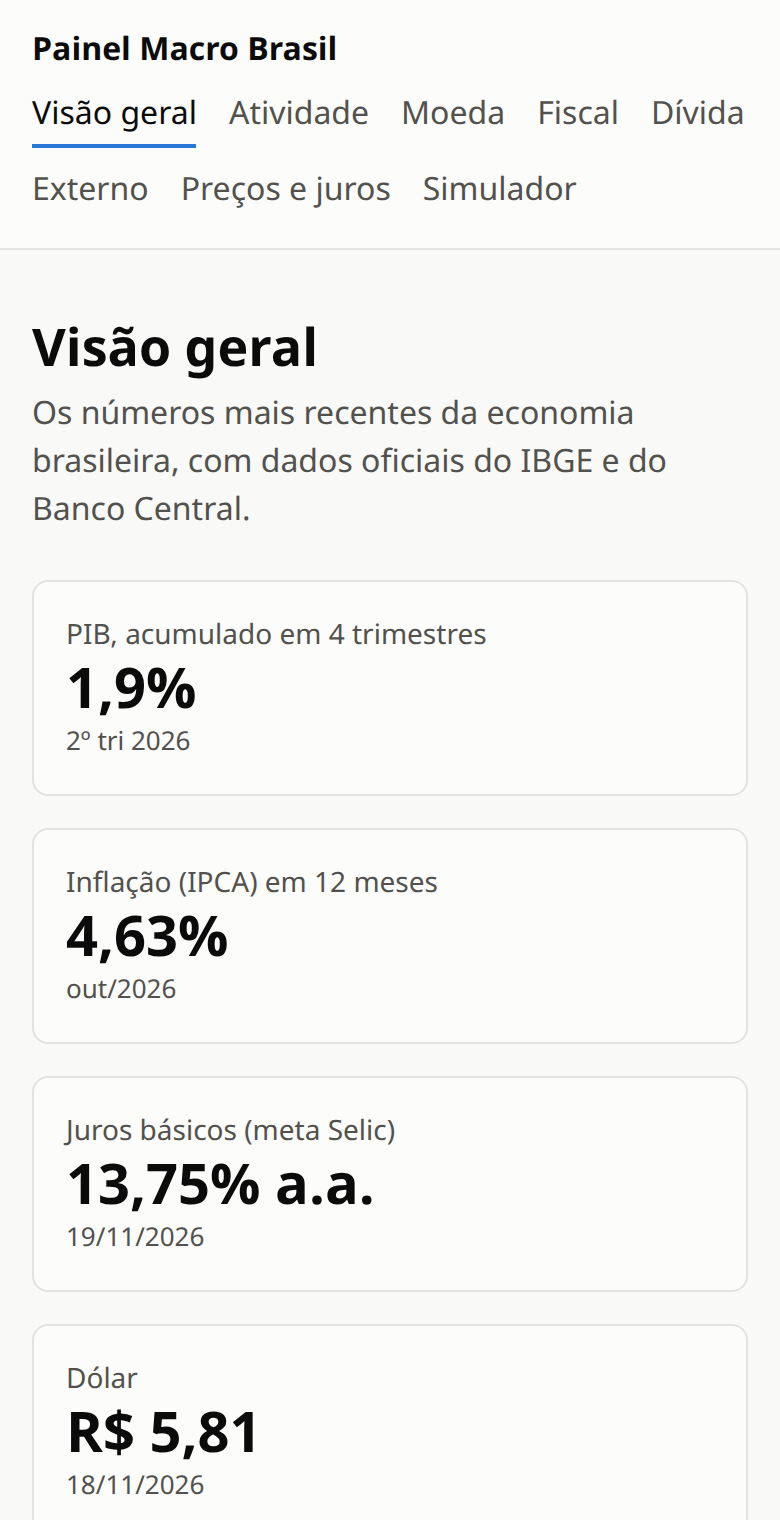 Painel Macro Brasil
Visão geral Atividade Moeda Fiscal Dívida
Externo Preços e juros Simulador
Visão geral
Os números mais recentes da economia
brasileira, com dados oficiais do IBGE e do
Banco Central.
PIB, acumulado em 4 trimestres
1,9%
2º tri 2026
Inflação (IPCA) em 12 meses
4,63%
out/2026
Juros básicos (meta Selic)
13,75% a.a.
19/11/2026
Dólar
R$ 5,81
18/11/2026